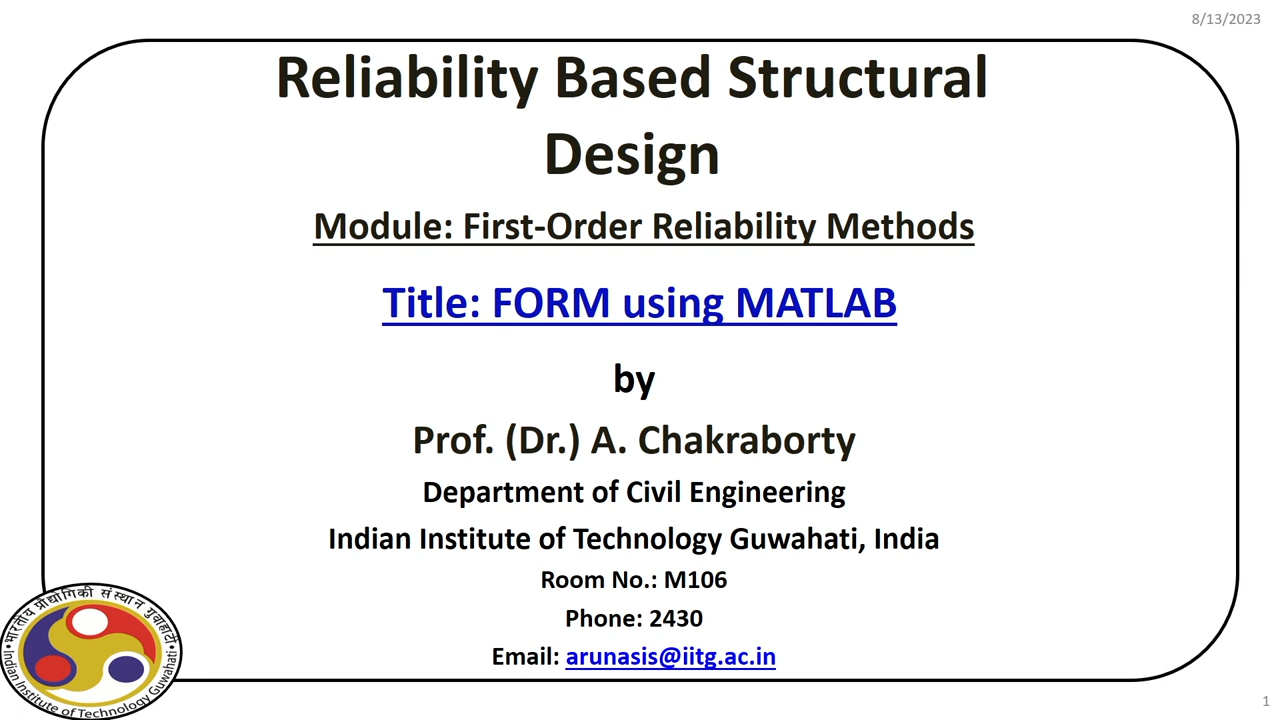 8/13/2023
Reliability Based Structural
Design
Module: First-Order Reliability Methods
Title: FORM using MATLAB
by
Prof. (Dr.) A. Chakraborty
Department of Civil Engineering
Indian Institute of Technology Guwahati, India
Room No.: M106
Phone: 2430
Email: arunasis@iitg.ac.in
भारतीय प्रौद्योगिकी संस्थान गुवाहाटी
Indian Institute of Technology Guwahati
1